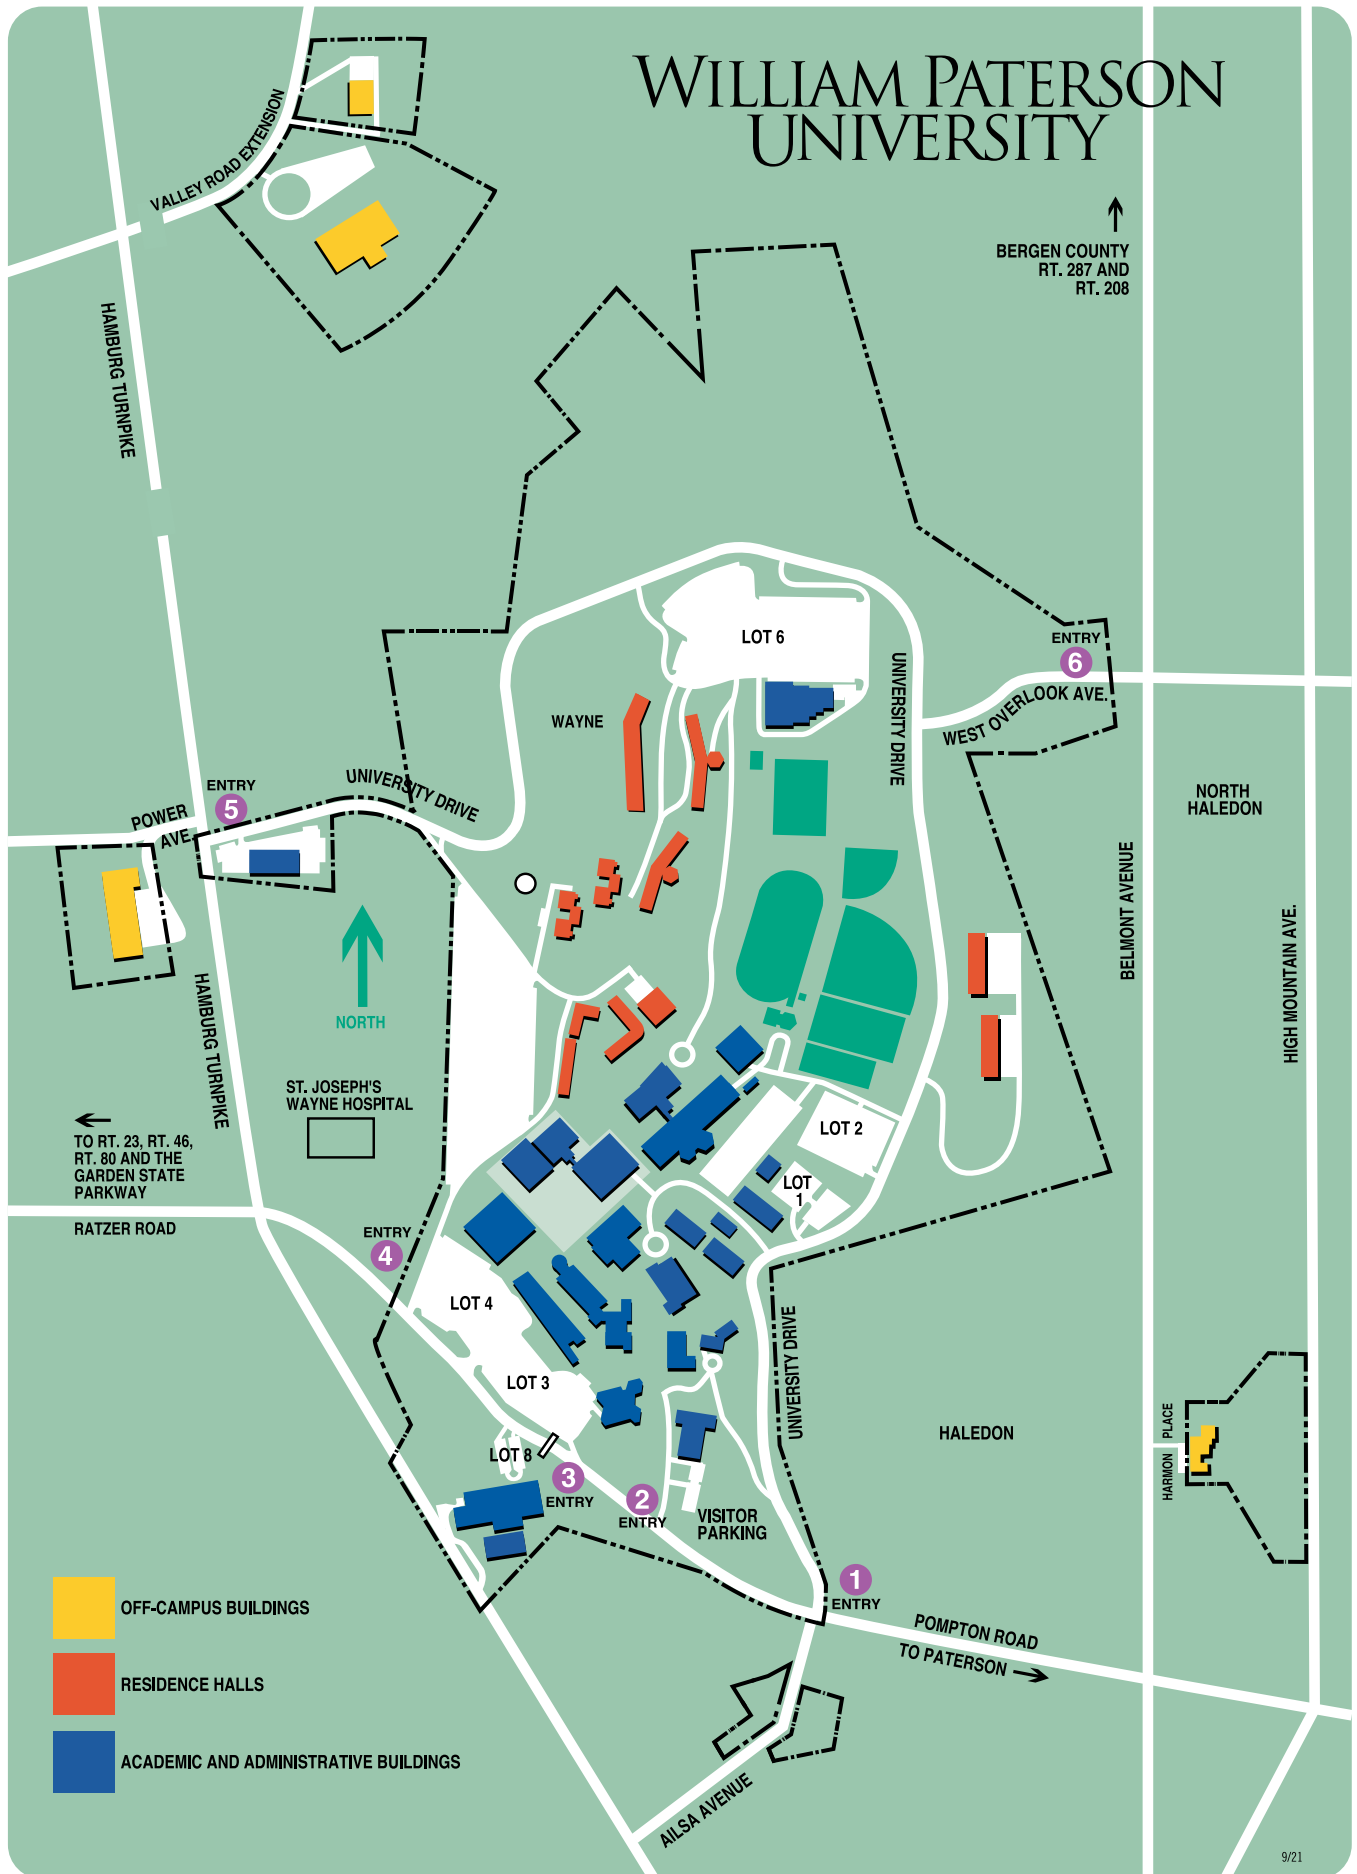 WILLIAM PATERSON
UNIVERSITY
VALLEY ROAD EXTENSION
BERGEN COUNTY
RT. 287 AND
RT. 208
HAMBURG TURNPIKE
LOT 6
ENTRY
6
WEST OVERLOOK AVE.
UNIVERSITY DRIVE
WAYNE
ENTRY
5
UNIVERSITY DRIVE
POWER
AVE.
NORTH
HALEDON
BELMONT AVENUE
HIGH MOUNTAIN AVE.
HAMBURG TURNPIKE
NORTH
ST. JOSEPH'S
WAYNE HOSPITAL
TO RT. 23, RT. 46,
RT. 80 AND THE
GARDEN STATE
PARKWAY
RATZER ROAD
LOT 2
LOT
1
ENTRY
4
LOT 4
LOT 3
UNIVERSITY DRIVE
HALEDON
HARMON PLACE
LOT 8
3
ENTRY
2
ENTRY
VISITOR
PARKING
1
ENTRY
POMPTON ROAD
TO PATERSON
OFF-CAMPUS BUILDINGS
RESIDENCE HALLS
ACADEMIC AND ADMINISTRATIVE BUILDINGS
AILSA AVENUE
9/21